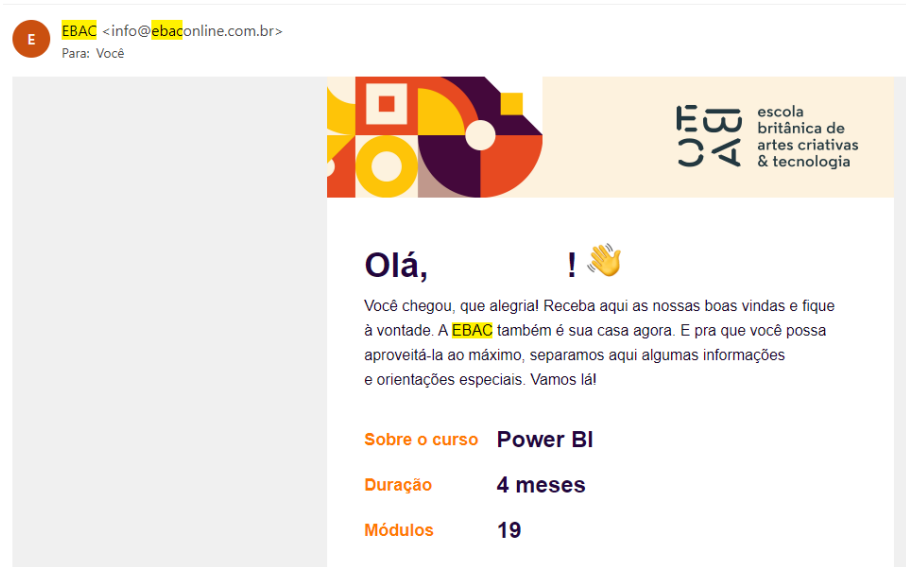 E
EBAC <info@ebaconline.com.br>
Para: Você
EBAC
escola
britânica de
artes criativas
& tecnologia
Olá, ! 👋
Você chegou, que alegria! Receba aqui as nossas boas vindas e fique
à vontade. A EBAC também é sua casa agora. E pra que você possa
aproveitá-la ao máximo, separamos aqui algumas informações
e orientações especiais. Vamos lá!
Sobre o curso Power BI
Duração 4 meses
Módulos 19